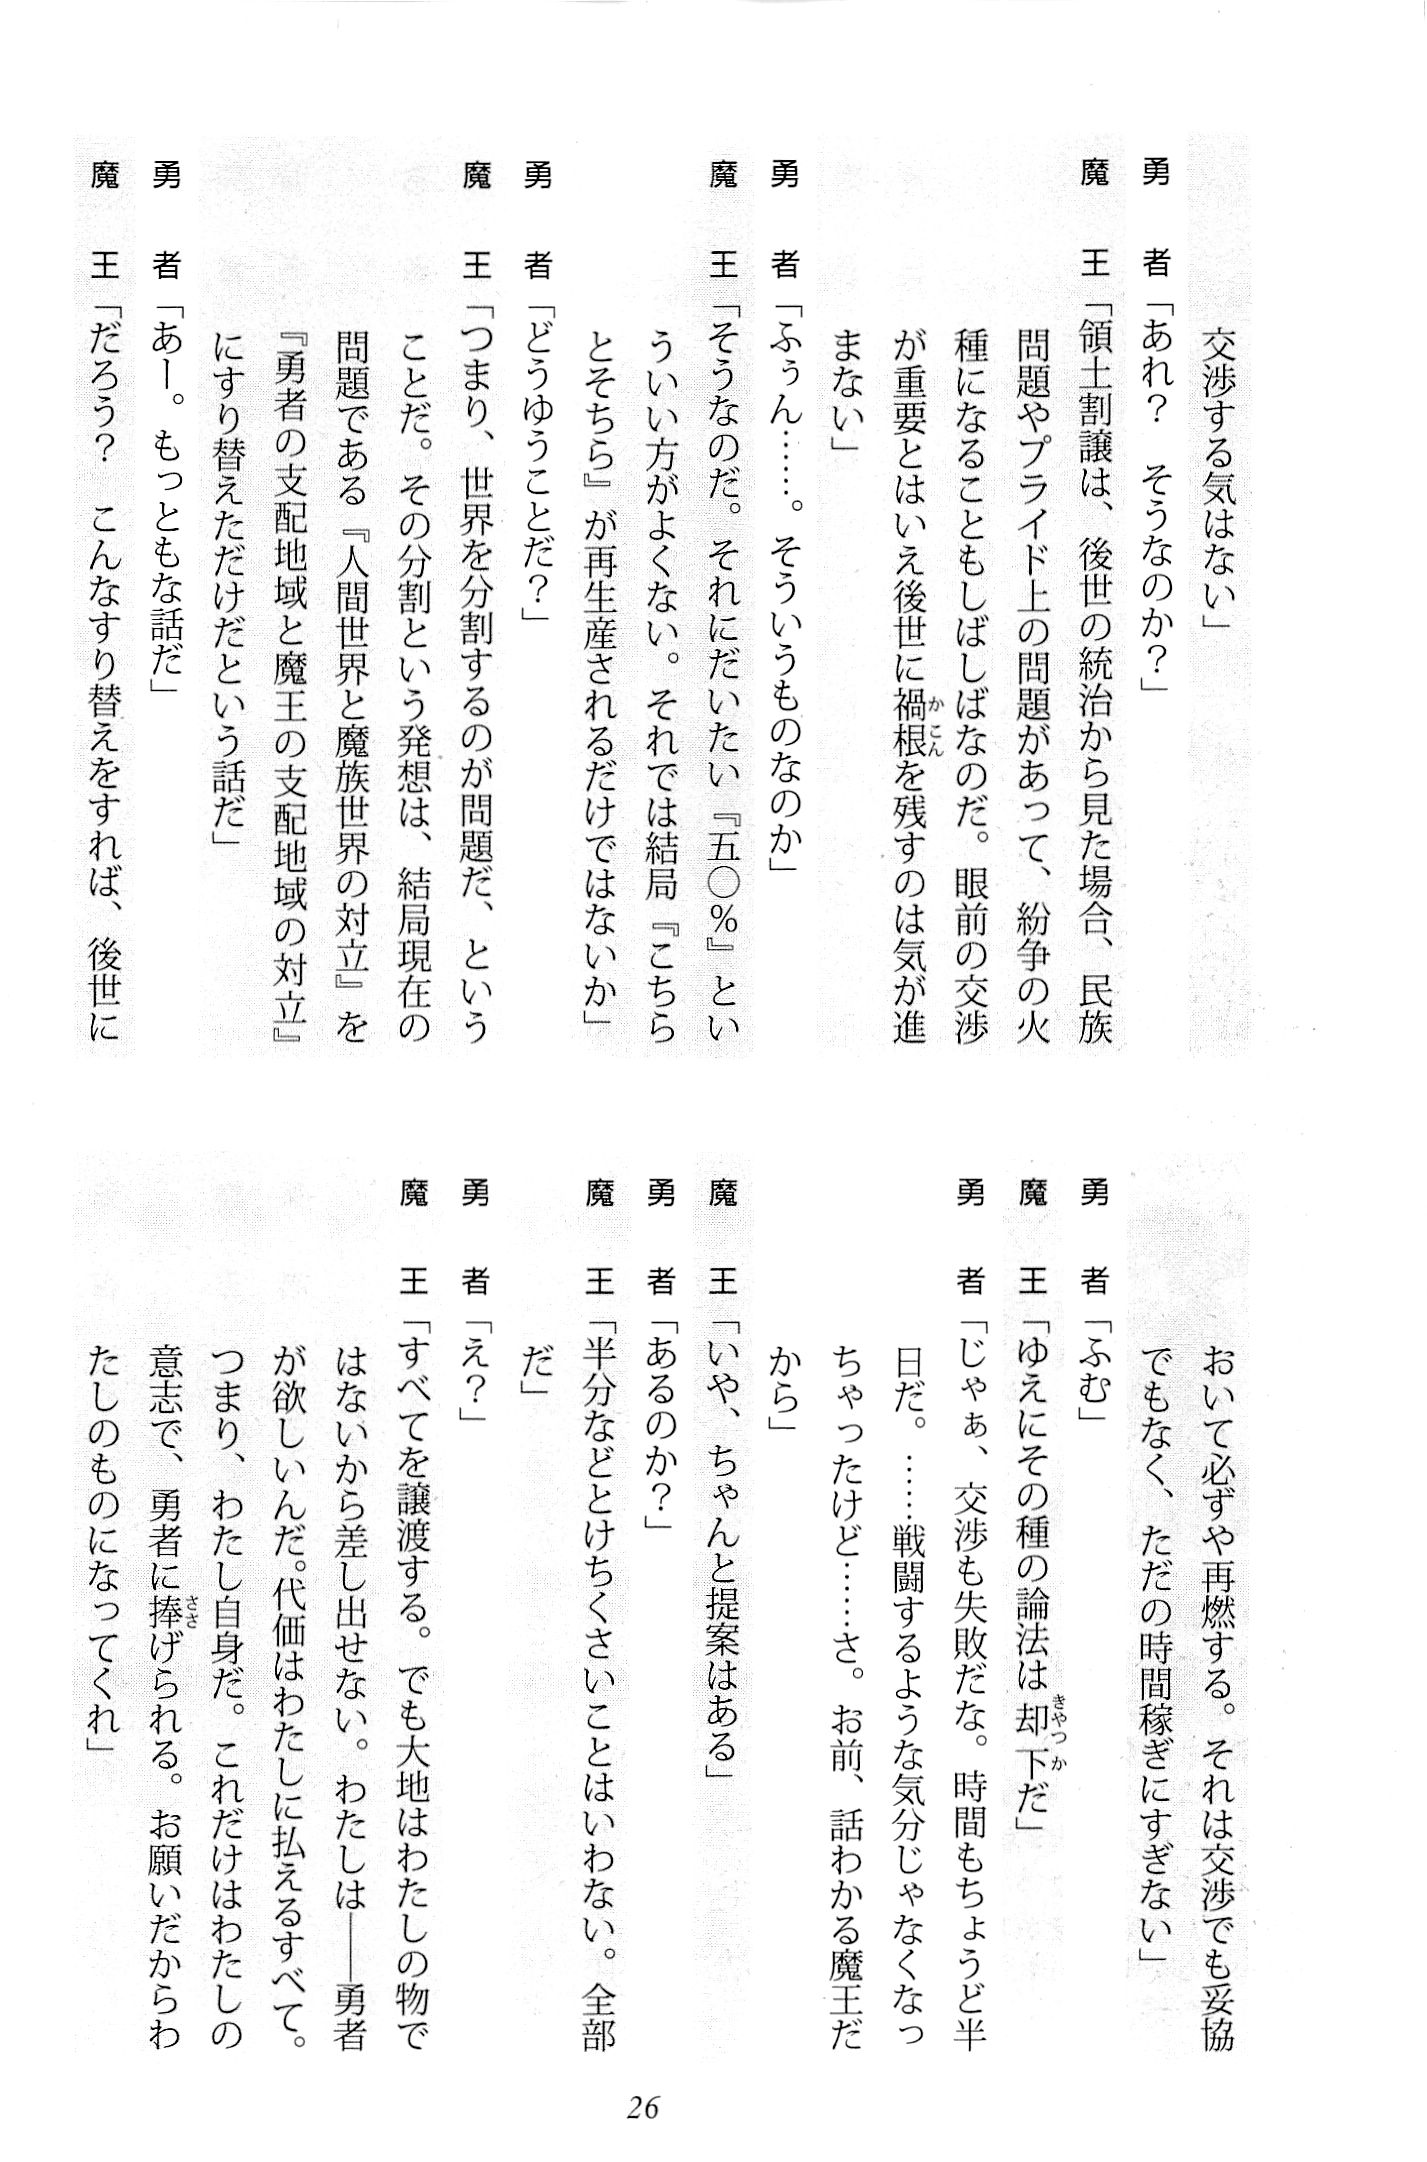 交渉する気はない」
勇者「あれ？　そうなのか？」
魔王「領土割譲は、後世の統治から見た場合、民族
問題やプライド上の問題があって、紛争の火
種になることもしばしばなのだ。眼前の交渉
が重要とはいえ後世に禍根を残すのは気が進
かこん
まない」
勇者「ふぅん……。そういうものなのか」
魔王「そうなのだ。それにだいたい『五〇％』とい
ういい方がよくない。それでは結局『こちら
とそちら』が再生産されるだけではないか」
勇者「どうゆうことだ？」
魔王「つまり、世界を分割するのが問題だ、という
ことだ。その分割という発想は、結局現在の
問題である『人間世界と魔族世界の対立』を
『勇者の支配地域と魔王の支配地域の対立』
にすり替えただけだという話だ」
勇者「あー。もっともな話だ」
魔王「だろう？　こんなすり替えをすれば、後世に
おいて必ずや再燃する。それは交渉でも妥協
でもなく、ただの時間稼ぎにすぎない」
勇者「ふむ」
魔王「ゆえにその種の論法は却下だ」
きやつか
勇者「じゃぁ、交渉も失敗だな。時間もちょうど半
日だ。……戦闘するような気分じゃなくなっ
ちゃったけど……さ。お前、話わかる魔王だ
から」
魔王「いや、ちゃんと提案はある」
勇者「あるのか？」
魔王「半分などとけちくさいことはいわない。全部
だ」
勇者「え？」
魔王「すべてを譲渡する。でも大地はわたしの物で
はないから差し出せない。わたしは――勇者
が欲しいんだ。代価はわたしに払えるすべて。
つまり、わたし自身だ。これだけはわたしの
意志で、勇者に捧げられる。お願いだからわ
ささ
たしのものになってくれ」
26